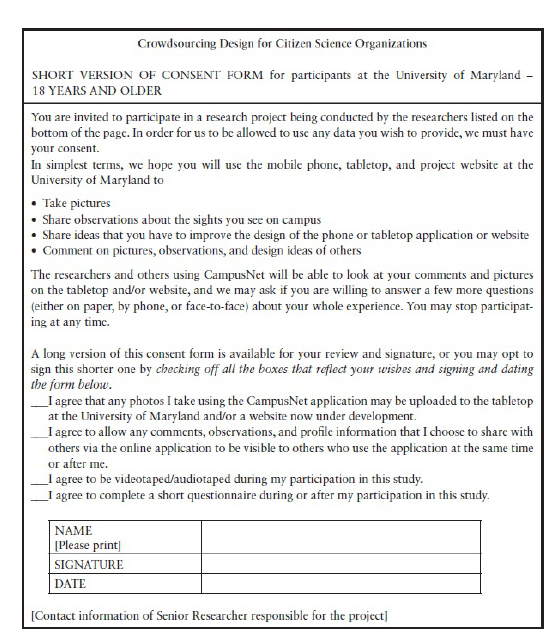 Crowdsourcing Design for Citizen Science Organizations
SHORT VERSION OF CONSENT FORM for participants at the University of Maryland –
18 YEARS AND OLDER
You are invited to participate in a research project being conducted by the researchers listed on the
bottom of the page. In order for us to be allowed to use any data you wish to provide, we must have
your consent.
In simplest terms, we hope you will use the mobile phone, tabletop, and project website at the
University of Maryland to
• Take pictures
• Share observations about the sights you see on campus
• Share ideas that you have to improve the design of the phone or tabletop application or website
• Comment on pictures, observations, and design ideas of others
The researchers and others using CampusNet will be able to look at your comments and pictures
on the tabletop and/or website, and we may ask if you are willing to answer a few more questions
(either on paper, by phone, or face-to-face) about your whole experience. You may stop participat-
ing at any time.
A long version of this consent form is available for your review and signature, or you may opt to
sign this shorter one by checking off all the boxes that reflect your wishes and signing and dating
the form below.
___I agree that any photos I take using the CampusNet application may be uploaded to the tabletop
at the University of Maryland and/or a website now under development.
___I agree to allow any comments, observations, and profile information that I choose to share with
others via the online application to be visible to others who use the application at the same time
or after me.
___I agree to be videotaped/audiotaped during my participation in this study.
___I agree to complete a short questionnaire during or after my participation in this study.
NAME
[Please print]
SIGNATURE
DATE
[Contact information of Senior Researcher responsible for the project]